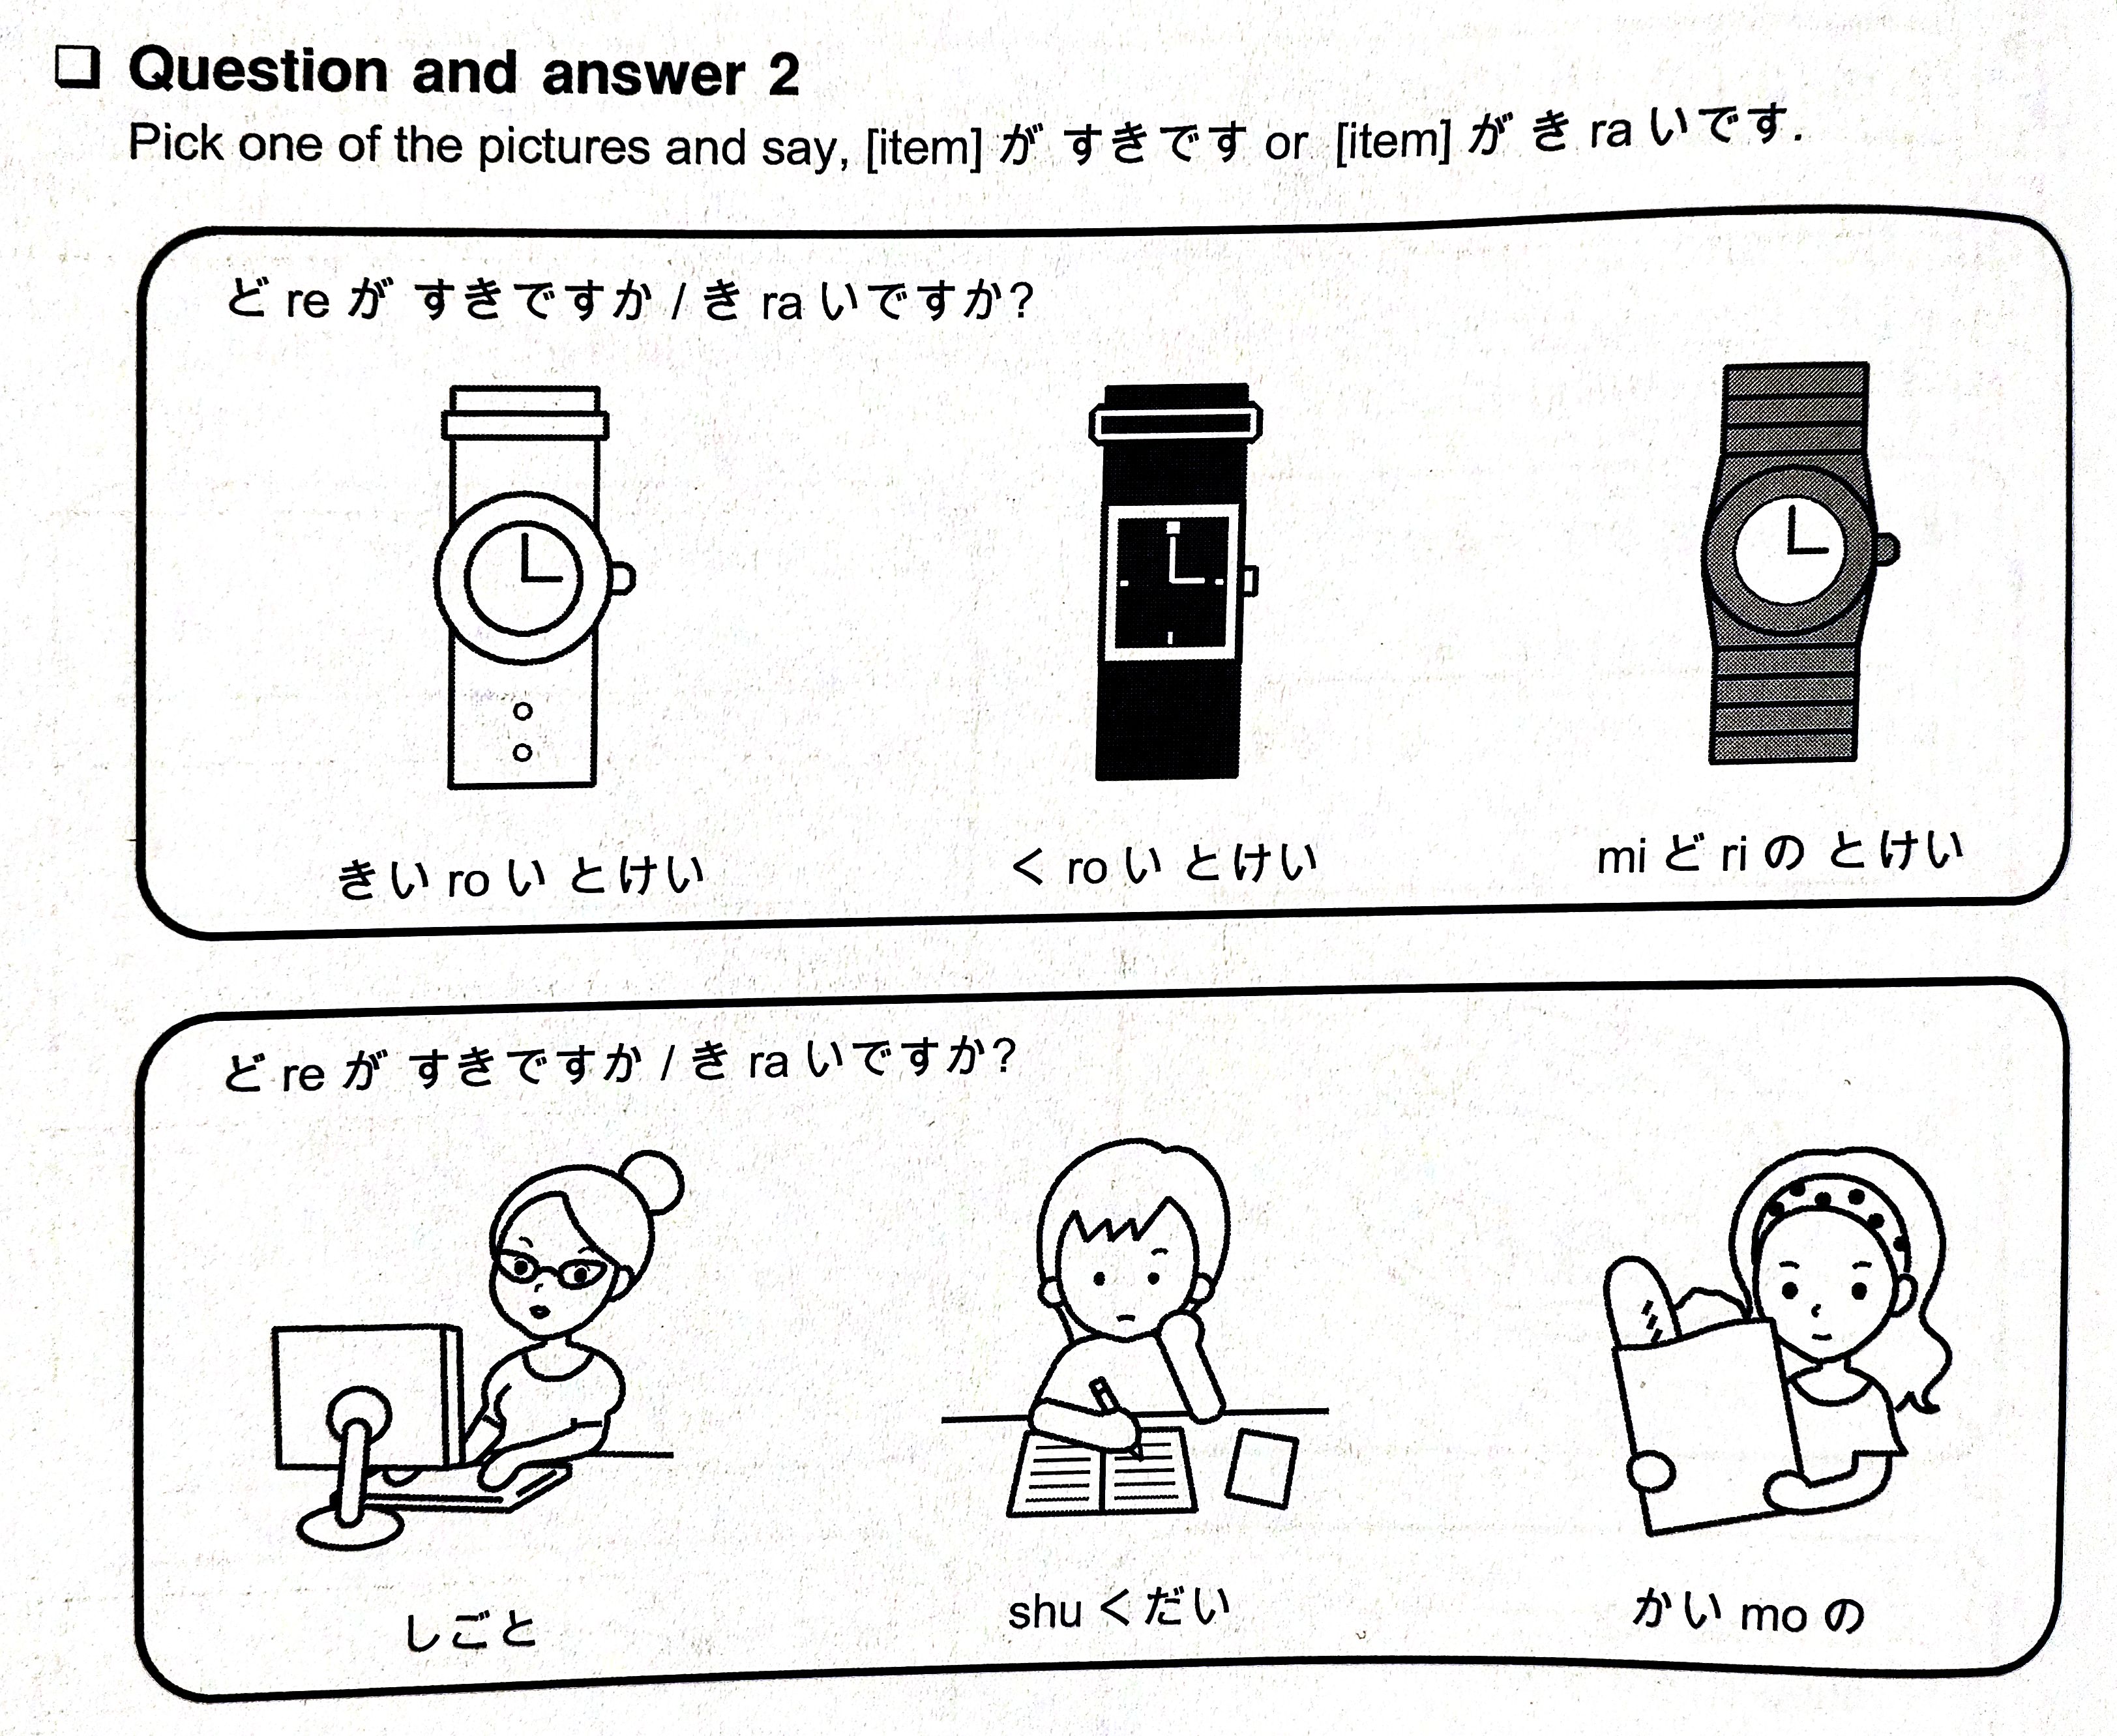 ❏ Question and answer 2
Pick one of the pictures and say, [item] が すきです or [item] が き ra いです.
ど re が すきですか / き ra いですか?
きい ro い とけい
く ro い とけい
mi ど ri の とけい
ど re が すきですか / き ra いですか?
しごと
shu くだい
かい mo の